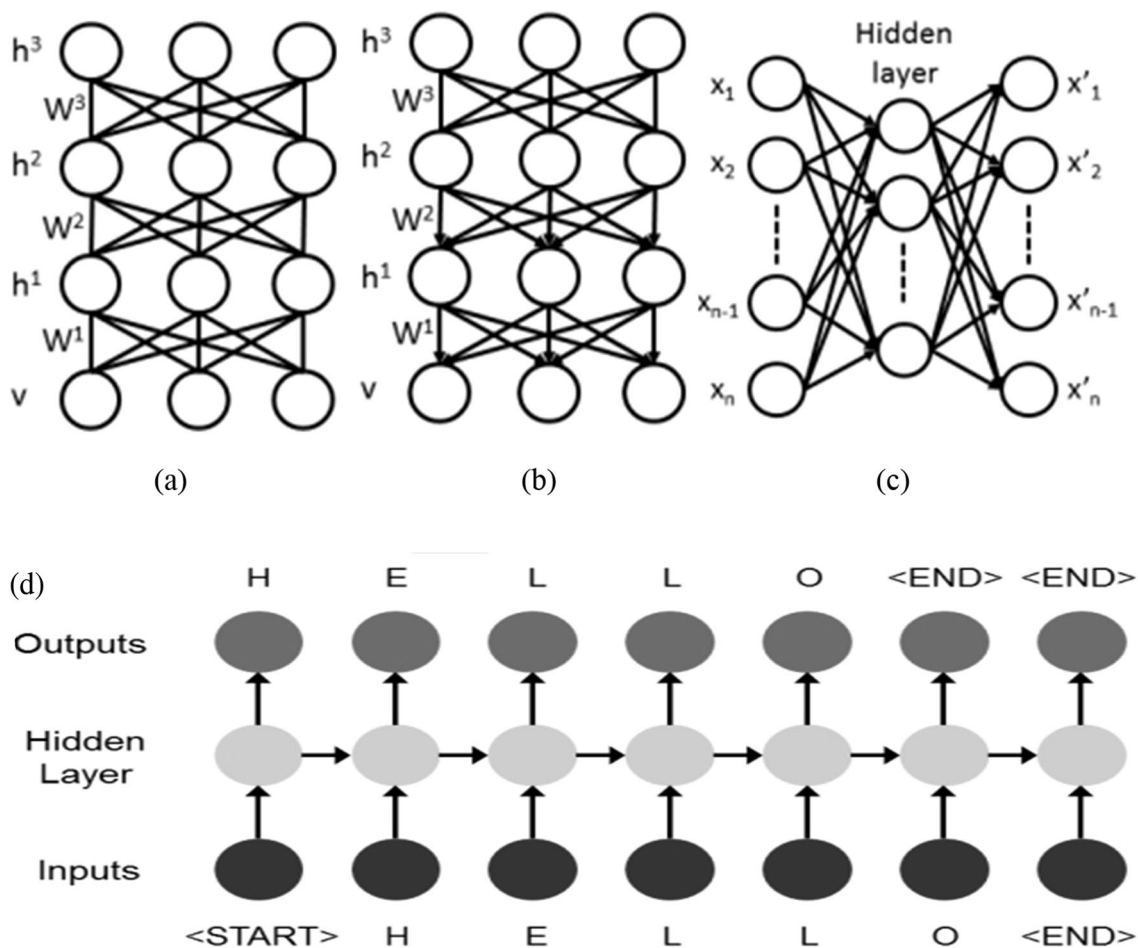 h³
W³
h²
W²
h¹
W¹
v
(a)
h³
W³
h²
W²
h¹
W¹
v
(b)
Hidden
layer
x₁
x₂
xₙ₋₁
xₙ
x'₁
x'₂
x'ₙ₋₁
x'ₙ
(c)
(d)
H E L L O <END> <END>
Outputs
Hidden
Layer
Inputs
<START> H E L L O <END>